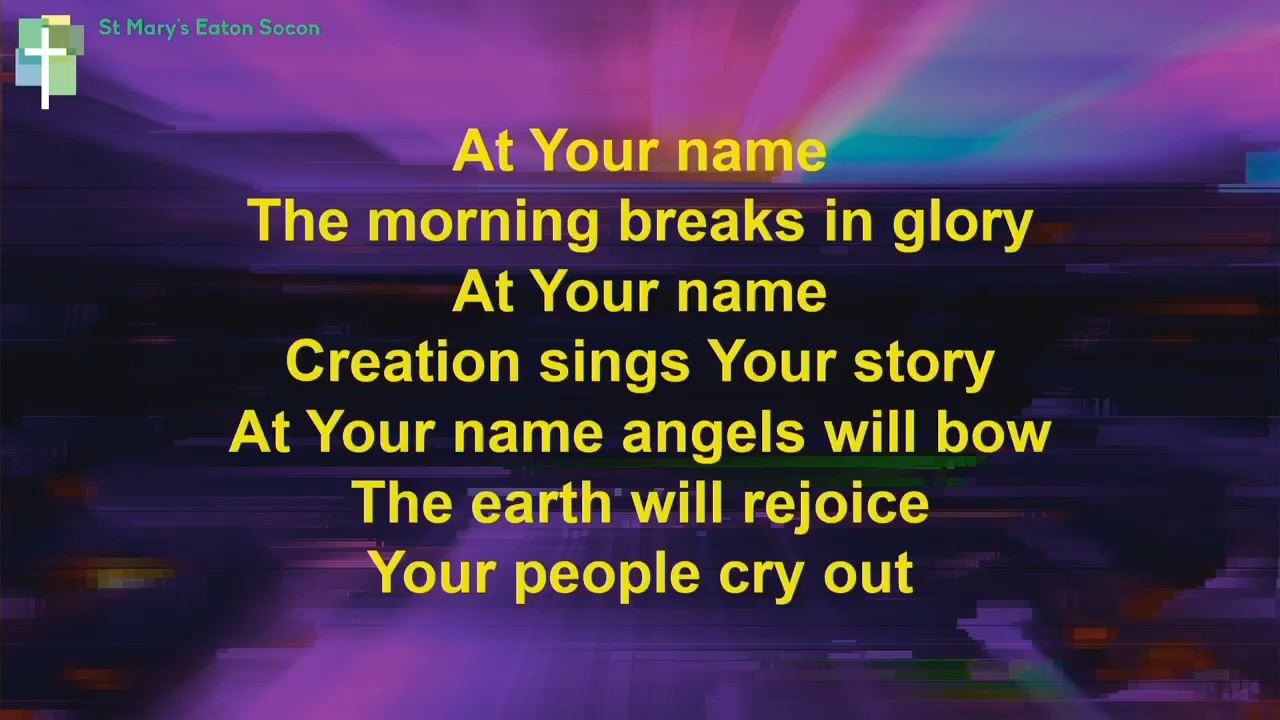 St Mary's Eaton Socon
At Your name
The morning breaks in glory
At Your name
Creation sings Your story
At Your name angels will bow
The earth will rejoice
Your people cry out